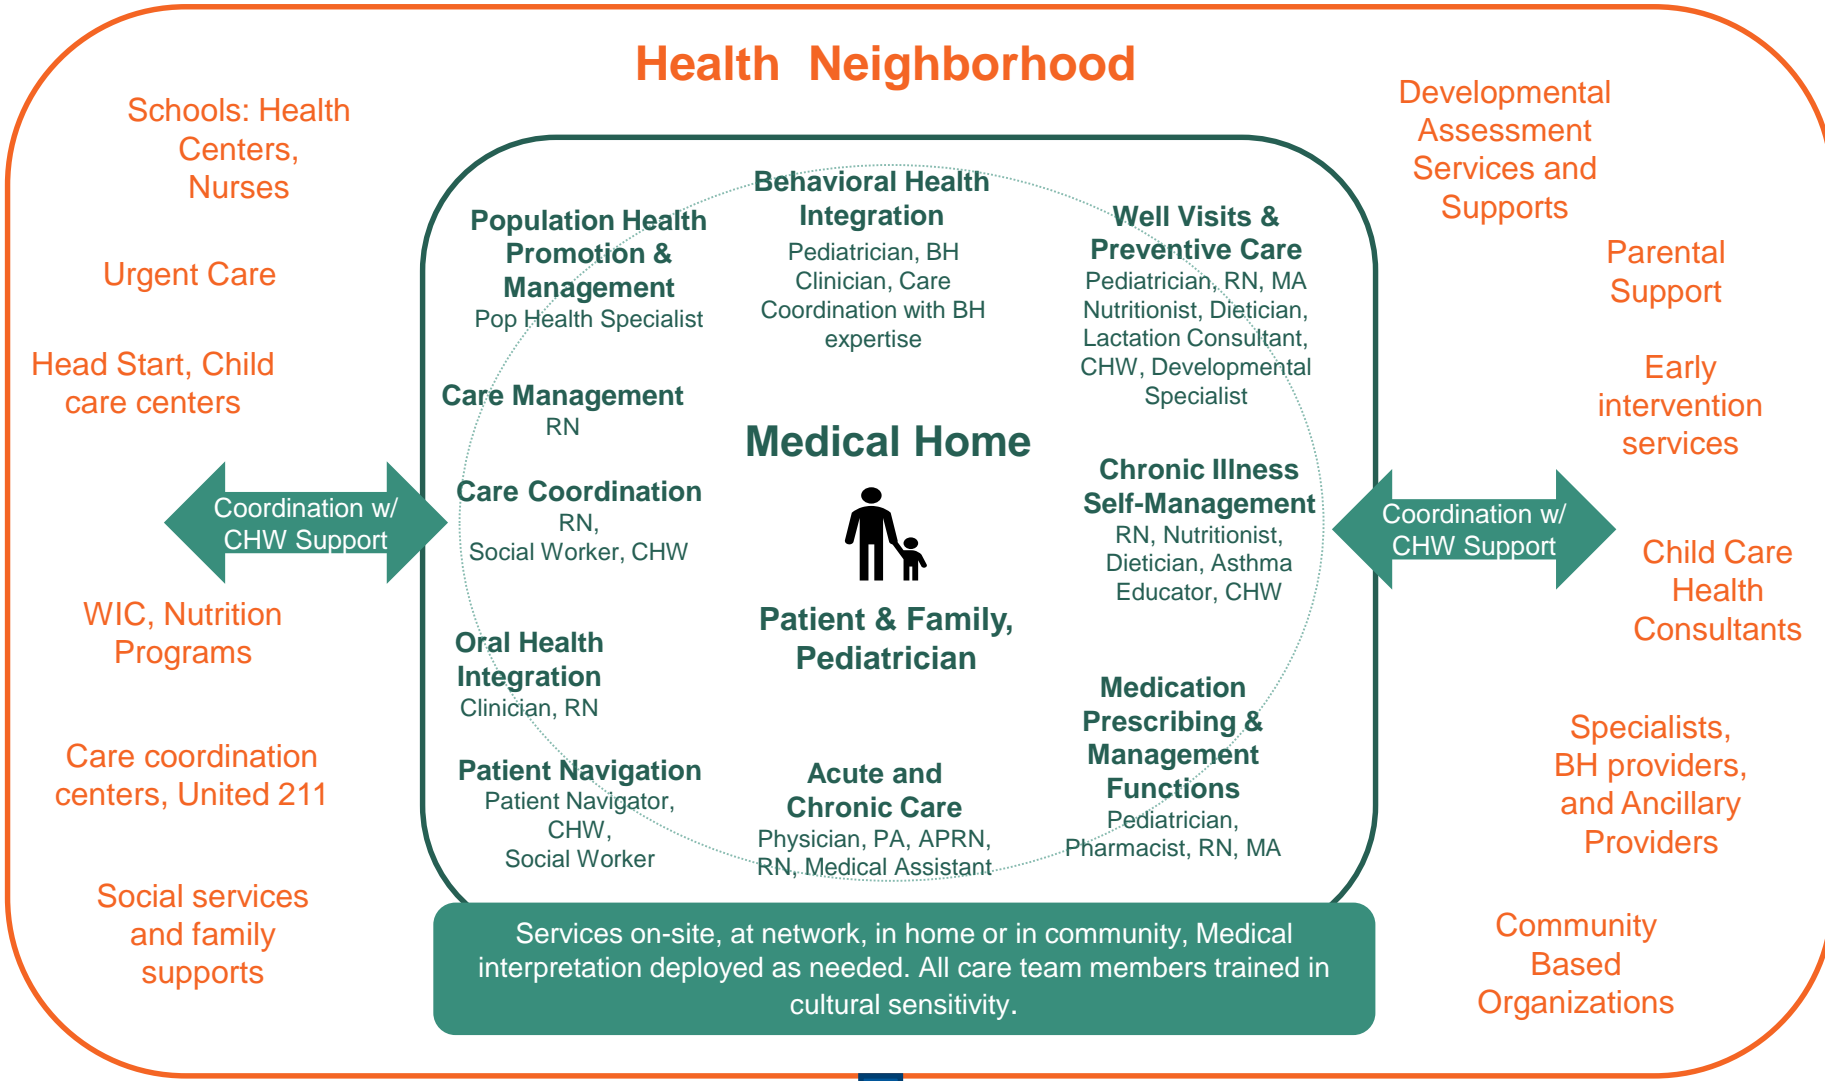 Health Neighborhood
Schools: Health
Centers,
Nurses
Urgent Care
Head Start, Child
care centers
Coordination w/
CHW Support
WIC, Nutrition
Programs
Care coordination
centers, United 211
Social services
and family
supports
Population Health
Promotion &
Management
Pop Health Specialist
Care Management
RN
Care Coordination
RN,
Social Worker, CHW
Oral Health
Integration
Clinician, RN
Patient Navigation
Patient Navigator,
CHW,
Social Worker
Behavioral Health
Integration
Pediatrician, BH
Clinician, Care
Coordination with BH
expertise
Medical Home
Patient & Family,
Pediatrician
Acute and
Chronic Care
Physician, PA, APRN,
RN, Medical Assistant
Well Visits &
Preventive Care
Pediatrician, RN, MA
Nutritionist, Dietician,
Lactation Consultant,
CHW, Developmental
Specialist
Chronic Illness
Self-Management
RN, Nutritionist,
Dietician, Asthma
Educator, CHW
Medication
Prescribing &
Management
Functions
Pediatrician,
Pharmacist, RN, MA
Services on-site, at network, in home or in community, Medical
interpretation deployed as needed. All care team members trained in
cultural sensitivity.
Developmental
Assessment
Services and
Supports
Parental
Support
Early
intervention
services
Coordination w/
CHW Support
Child Care
Health
Consultants
Specialists,
BH providers,
and Ancillary
Providers
Community
Based
Organizations